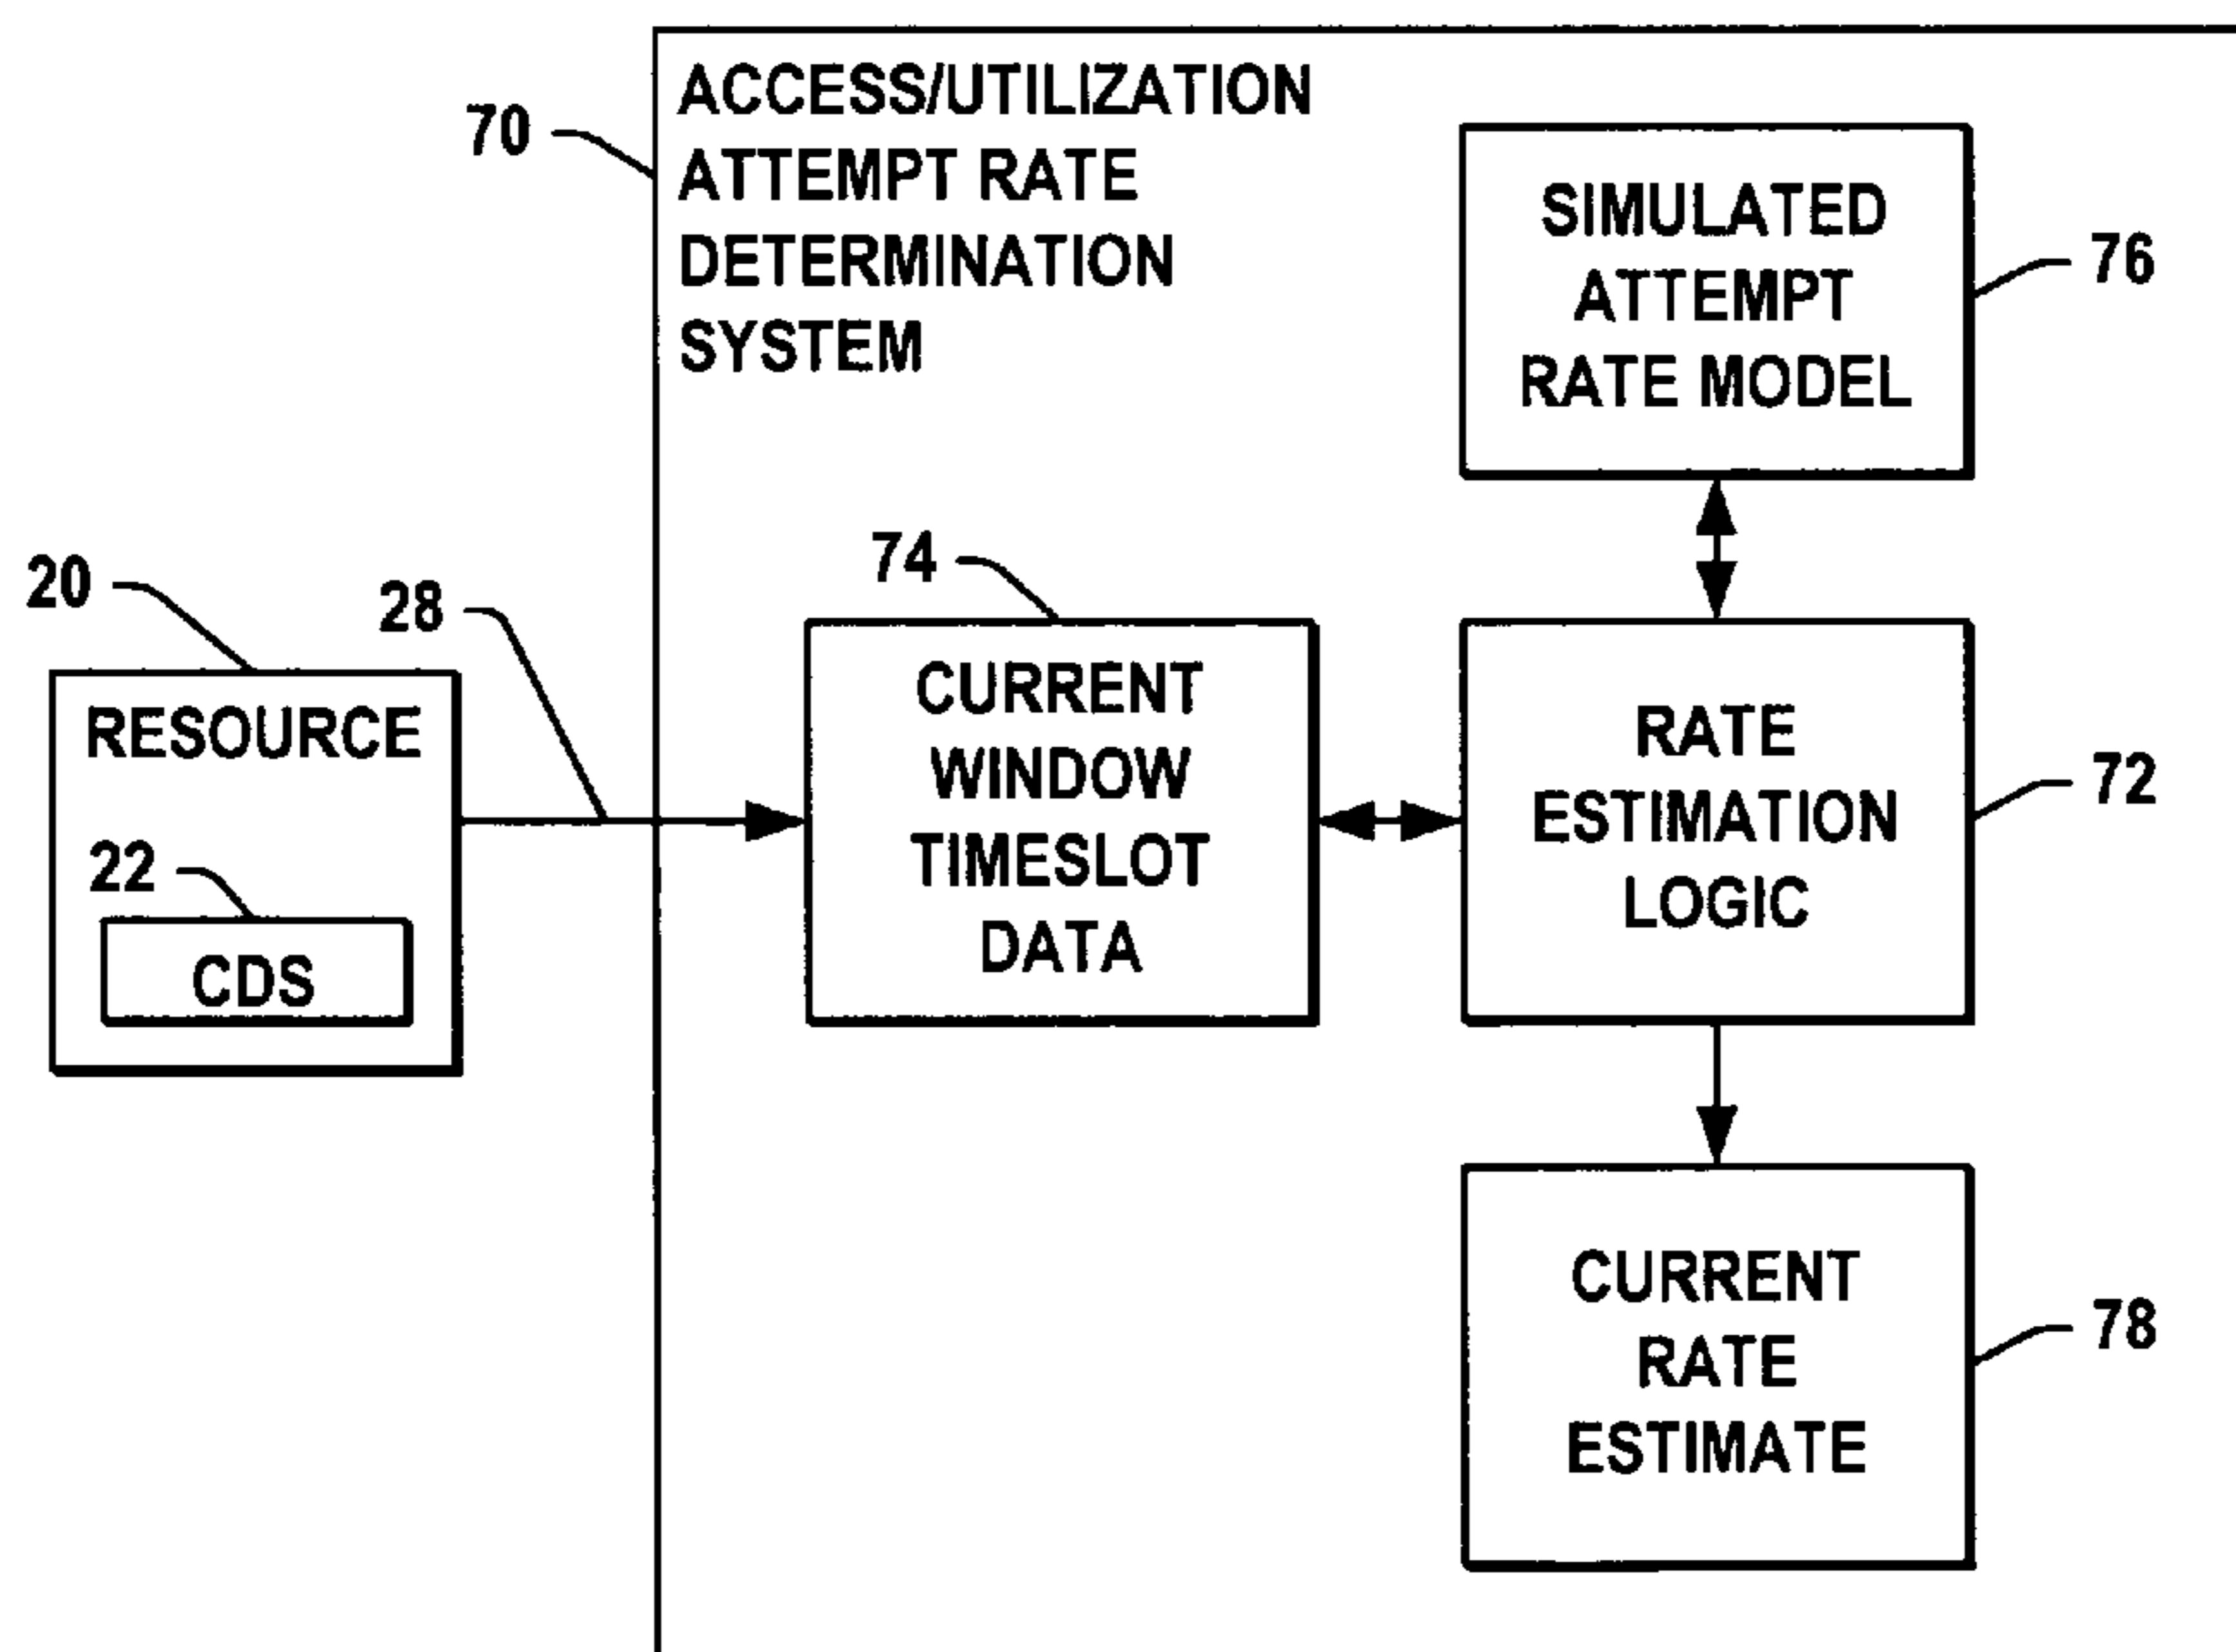 70
ACCESS/UTILIZATION
ATTEMPT RATE
DETERMINATION
SYSTEM
SIMULATED
ATTEMPT
RATE MODEL
76
20
28
74
RESOURCE
22
CDS
CURRENT
WINDOW
TIMESLOT
DATA
RATE
ESTIMATION
LOGIC
72
CURRENT
RATE
ESTIMATE
78